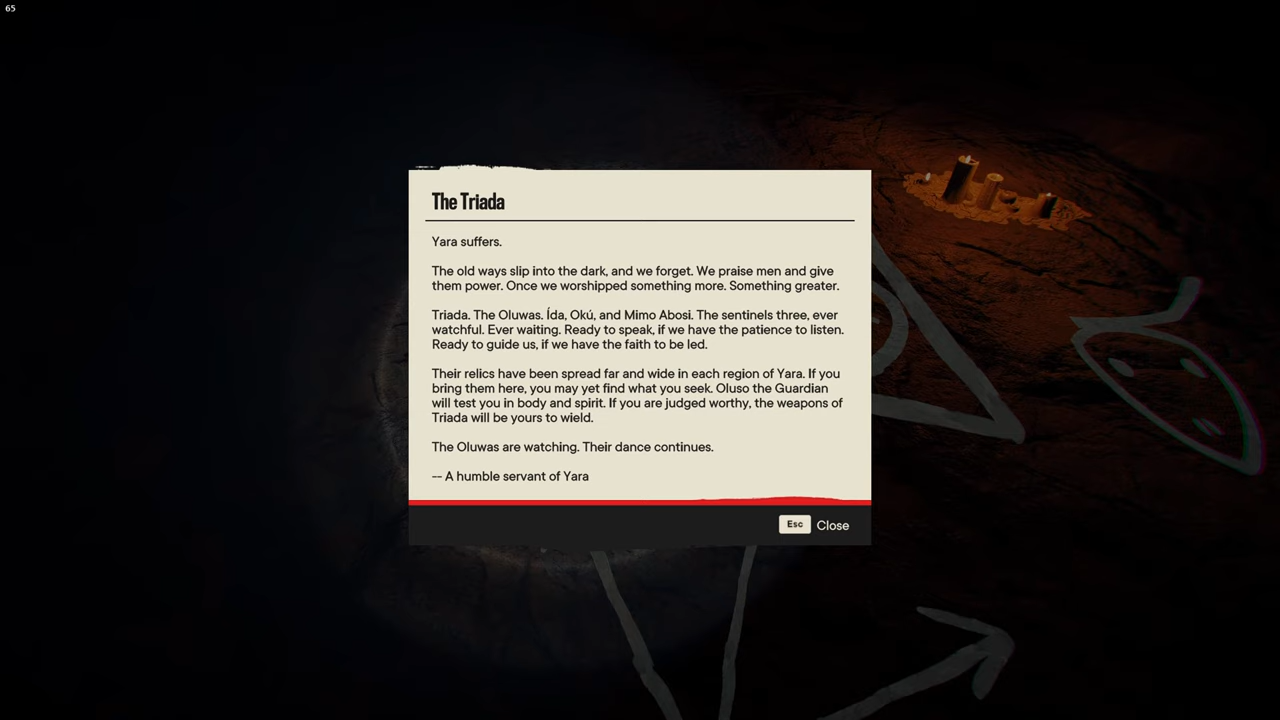 65
The Triada
Yara suffers.
The old ways slip into the dark, and we forget. We praise men and give
them power. Once we worshipped something more. Something greater.
Triada. The Oluwas. Ída, Okú, and Mimo Abosi. The sentinels three, ever
watchful. Ever waiting. Ready to speak, if we have the patience to listen.
Ready to guide us, if we have the faith to be led.
Their relics have been spread far and wide in each region of Yara. If you
bring them here, you may yet find what you seek. Oluso the Guardian
will test you in body and spirit. If you are judged worthy, the weapons of
Triada will be yours to wield.
The Oluwas are watching. Their dance continues.
-- A humble servant of Yara
Esc Close